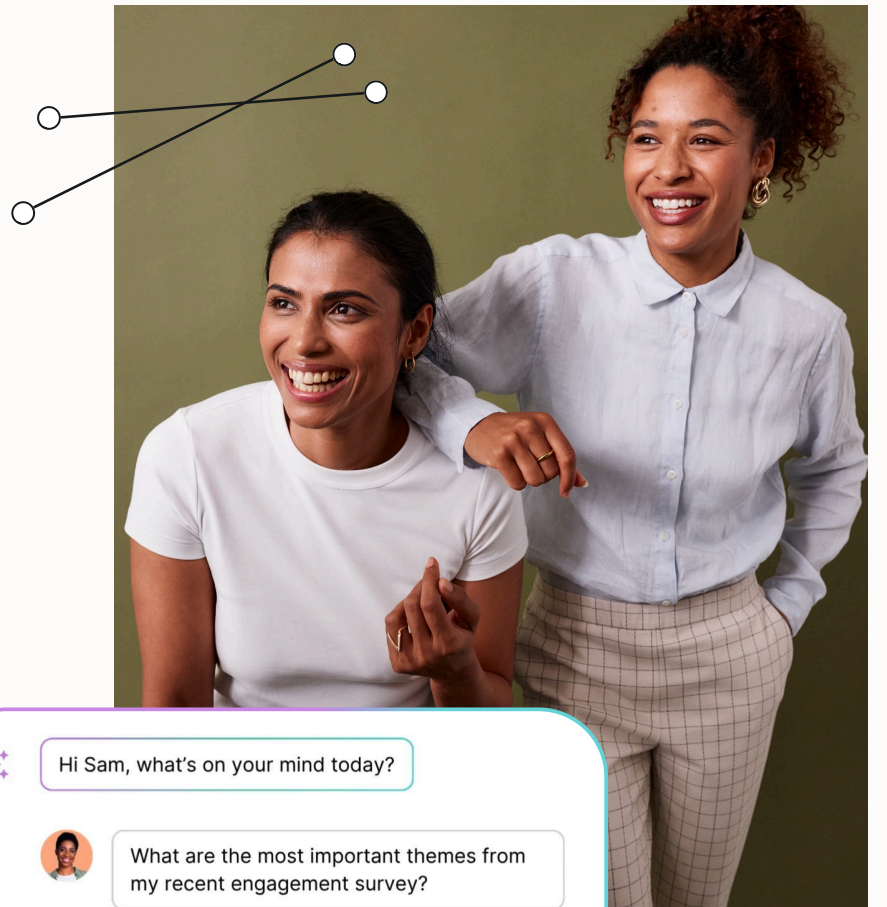 Hi Sam, what’s on your mind today?
What are the most important themes from
my recent engagement survey?